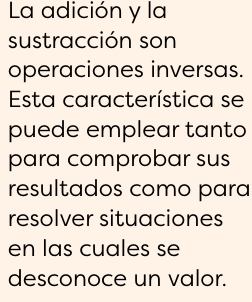 La adición y la
sustracción son
operaciones inversas.
Esta característica se
puede emplear tanto
para comprobar sus
resultados como para
resolver situaciones
en las cuales se
desconoce un valor.